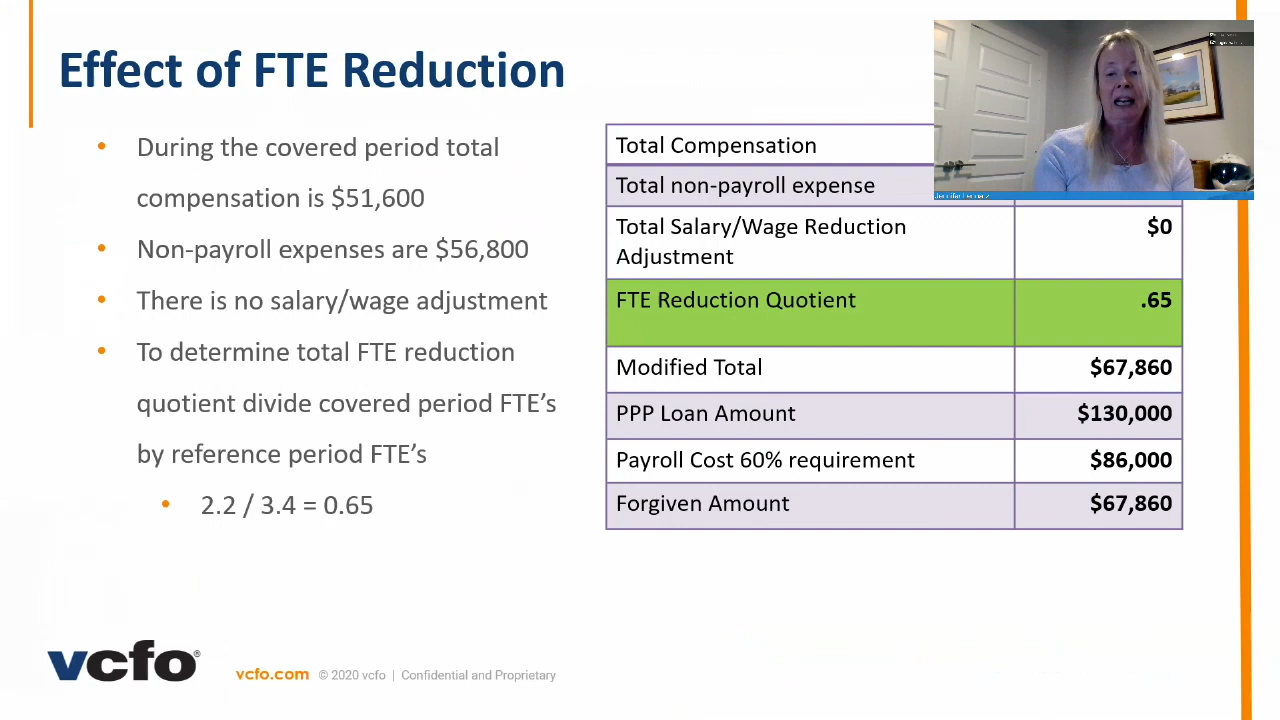 Effect of FTE Reduction
• During the covered period total
compensation is $51,600
• Non-payroll expenses are $56,800
• There is no salary/wage adjustment
• To determine total FTE reduction
quotient divide covered period FTE’s
by reference period FTE’s
• 2.2 / 3.4 = 0.65
Total Compensation
Total non-payroll expense
Total Salary/Wage Reduction
Adjustment
$0
FTE Reduction Quotient .65
Modified Total $67,860
PPP Loan Amount $130,000
Payroll Cost 60% requirement $86,000
Forgiven Amount $67,860
vcfo®
vcfo.com © 2020 vcfo | Confidential and Proprietary